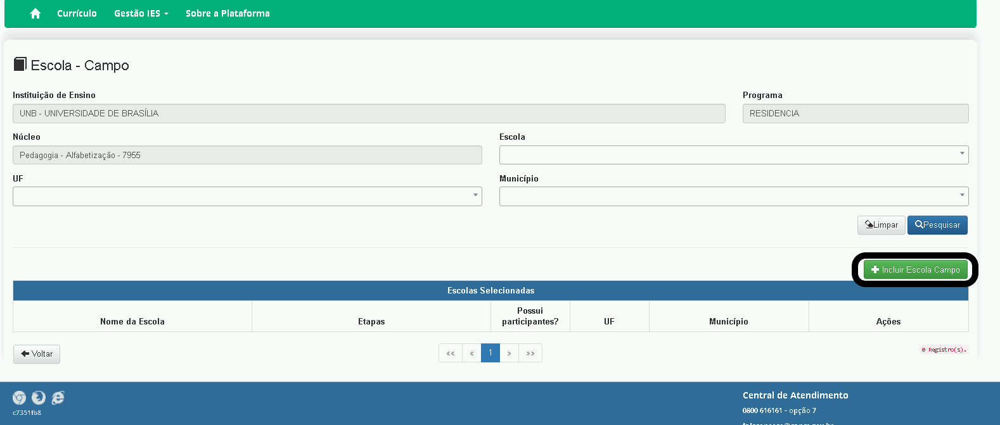 Currículo Gestão IES Sobre a Plataforma
Escola - Campo
Instituição de Ensino Programa
UNB - UNIVERSIDADE DE BRASÍLIA RESIDENCIA
Núcleo Escola
Pedagogia - Alfabetização - 7955
UF Município
Limpar Pesquisar
Incluir Escola Campo
Escolas Selecionadas
Nome da Escola Etapas Possui participantes? UF Município Ações
Voltar «« « 1 » »» 0 Registro(s).
Central de Atendimento
c7351fb8 0800 616161 - opção 7